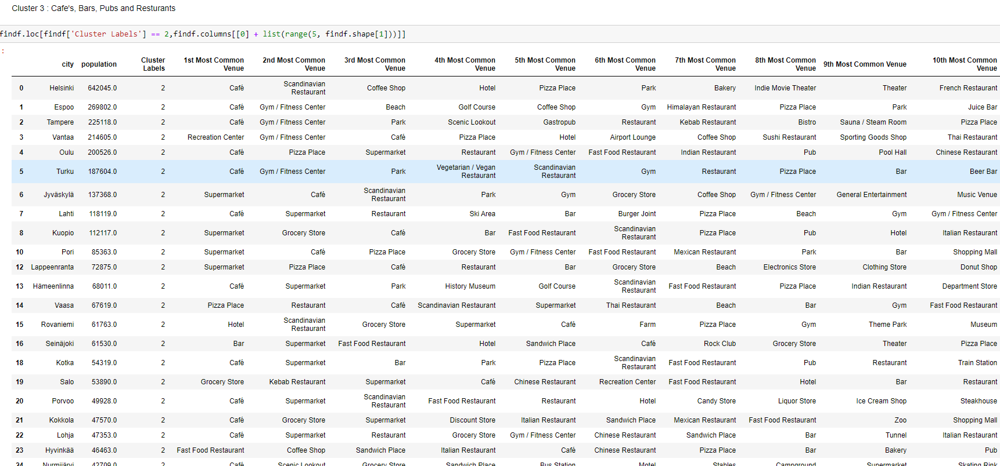 Cluster 3 : Cafe's, Bars, Pubs and Resturants
findf.loc[findf['Cluster Labels'] == 2,findf.columns[[0] + list(range(5, findf.shape[1]))]]
:
city population Cluster Labels 1st Most Common Venue 2nd Most Common Venue 3rd Most Common Venue 4th Most Common Venue 5th Most Common Venue 6th Most Common Venue 7th Most Common Venue 8th Most Common Venue 9th Most Common Venue 10th Most Common Venue
0 Helsinki 642045.0 2 Café Scandinavian Restaurant Coffee Shop Hotel Pizza Place Park Bakery Indie Movie Theater Theater French Restaurant
1 Espoo 269802.0 2 Café Gym / Fitness Center Beach Golf Course Coffee Shop Gym Himalayan Restaurant Pizza Place Park Juice Bar
2 Tampere 225118.0 2 Café Gym / Fitness Center Park Scenic Lookout Gastropub Restaurant Kebab Restaurant Bistro Sauna / Steam Room Pizza Place
3 Vantaa 214605.0 2 Recreation Center Gym / Fitness Center Café Pizza Place Hotel Airport Lounge Coffee Shop Sushi Restaurant Sporting Goods Shop Thai Restaurant
4 Oulu 200526.0 2 Café Pizza Place Supermarket Restaurant Gym / Fitness Center Fast Food Restaurant Indian Restaurant Pub Pool Hall Chinese Restaurant
5 Turku 187604.0 2 Café Gym / Fitness Center Park Vegetarian / Vegan Restaurant Scandinavian Restaurant Gym Restaurant Pizza Place Bar Beer Bar
6 Jyväskylä 137368.0 2 Supermarket Café Scandinavian Restaurant Park Gym Grocery Store Coffee Shop Gym / Fitness Center General Entertainment Music Venue
7 Lahti 118119.0 2 Café Supermarket Restaurant Ski Area Bar Burger Joint Pizza Place Beach Gym Gym / Fitness Center
8 Kuopio 112117.0 2 Supermarket Grocery Store Café Bar Fast Food Restaurant Scandinavian Restaurant Pizza Place Pub Hotel Italian Restaurant
10 Pori 85363.0 2 Supermarket Café Pizza Place Grocery Store Gym / Fitness Center Fast Food Restaurant Mexican Restaurant Park Bar Shopping Mall
12 Lappeenranta 72875.0 2 Supermarket Pizza Place Café Restaurant Bar Grocery Store Beach Electronics Store Clothing Store Donut Shop
13 Hämeenlinna 68011.0 2 Café Supermarket Park History Museum Golf Course Scandinavian Restaurant Fast Food Restaurant Pizza Place Indian Restaurant Department Store
14 Vaasa 67619.0 2 Pizza Place Restaurant Café Scandinavian Restaurant Supermarket Thai Restaurant Beach Bar Gym Fast Food Restaurant
15 Rovaniemi 61763.0 2 Hotel Scandinavian Restaurant Grocery Store Supermarket Café Farm Pizza Place Gym Theme Park Museum
16 Seinäjoki 61530.0 2 Bar Supermarket Fast Food Restaurant Hotel Sandwich Place Café Rock Club Grocery Store Theater Pizza Place
18 Kotka 54319.0 2 Café Supermarket Bar Park Pizza Place Scandinavian Restaurant Fast Food Restaurant Pub Restaurant Train Station
19 Salo 53890.0 2 Grocery Store Kebab Restaurant Supermarket Café Chinese Restaurant Recreation Center Fast Food Restaurant Hotel Bar Restaurant
20 Porvoo 49928.0 2 Café Supermarket Scandinavian Restaurant Fast Food Restaurant Restaurant Hotel Candy Store Liquor Store Ice Cream Shop Steakhouse
21 Kokkola 47570.0 2 Café Grocery Store Supermarket Discount Store Italian Restaurant Sandwich Place Mexican Restaurant Fast Food Restaurant Zoo Shopping Mall
22 Lohja 47353.0 2 Café Supermarket Restaurant Grocery Store Gym / Fitness Center Chinese Restaurant Sandwich Place Bar Tunnel Italian Restaurant
23 Hyvinkää 46463.0 2 Fast Food Restaurant Coffee Shop Sandwich Place Italian Restaurant Café Chinese Restaurant Pizza Place Bar Bakery Pub
24 Nurmijärvi 42709.0 2 Café Scenic Lookout Grocery Store Sandwich Place Bus Station Motel Stables Campground Supermarket Skating Rink